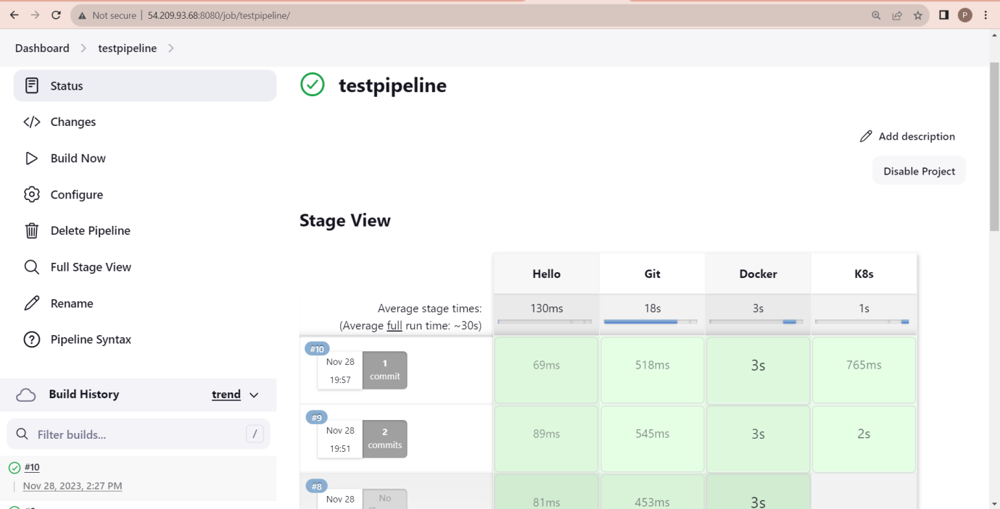 Not secure | 54.209.93.68:8080/job/testpipeline/
P
Dashboard
testpipeline
Status
Changes
Build Now
Configure
Delete Pipeline
Full Stage View
Rename
Pipeline Syntax
Build History
trend
Filter builds...
/
#10
Nov 28, 2023, 2:27 PM
testpipeline
Add description
Disable Project
Stage View
Hello Git Docker K8s
Average stage times:
(Average full run time: ~30s)
130ms 18s 3s 1s
#10
Nov 28
19:57
1
commit
69ms 518ms 3s 765ms
#9
Nov 28
19:51
2
commits
89ms 545ms 3s 2s
#8
Nov 28
No
81ms 453ms 3s